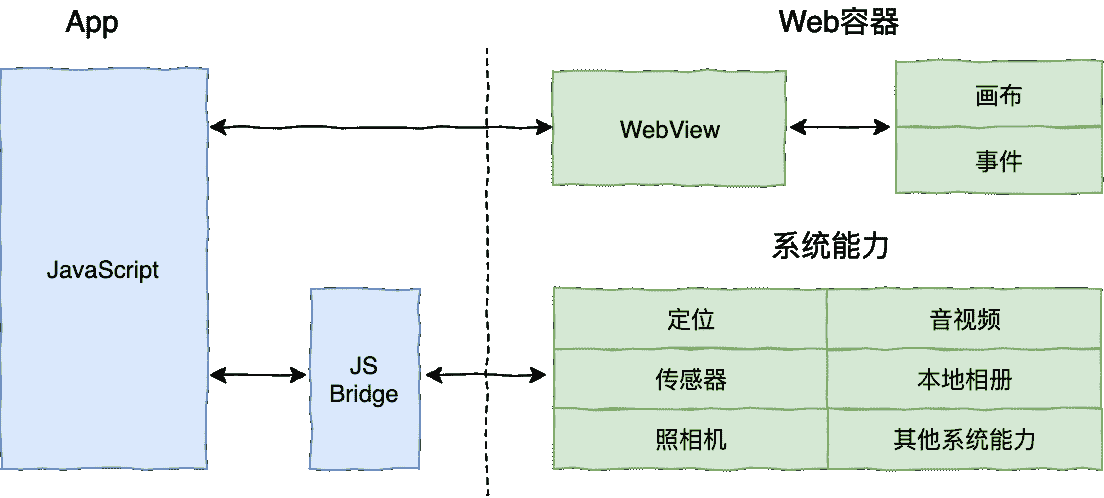 App
Web容器
JavaScript
WebView
画布
事件
JS
Bridge
系统能力
定位
音视频
传感器
本地相册
照相机
其他系统能力